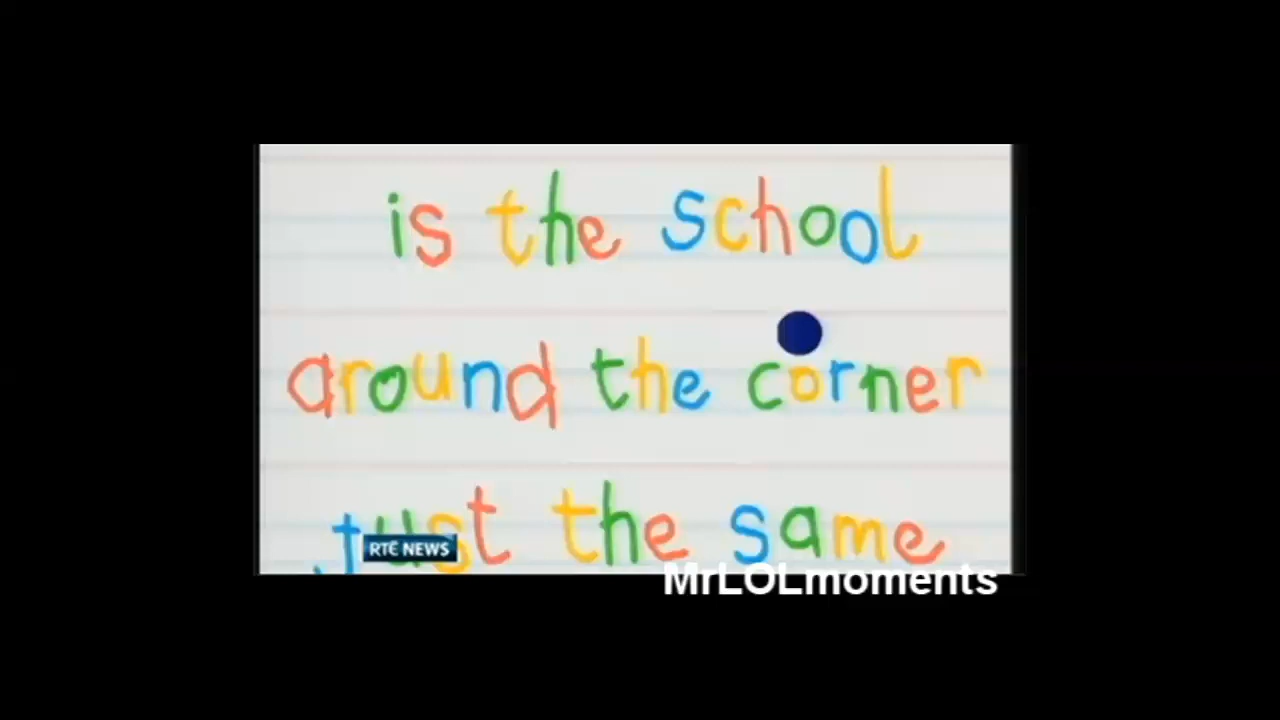 is the school
around the corner
Just the same
RTÉ NEWS
MrLOLmoments